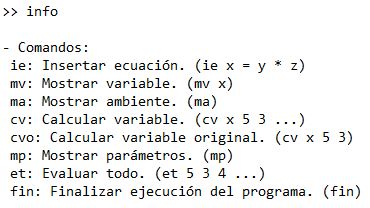 >> info
- Comandos:
ie: Insertar ecuación. (ie x = y * z)
mv: Mostrar variable. (mv x)
ma: Mostrar ambiente. (ma)
cv: Calcular variable. (cv x 5 3 ...)
cvo: Calcular variable original. (cv x 5 3)
mp: Mostrar parámetros. (mp)
et: Evaluar todo. (et 5 3 4 ...)
fin: Finalizar ejecución del programa. (fin)